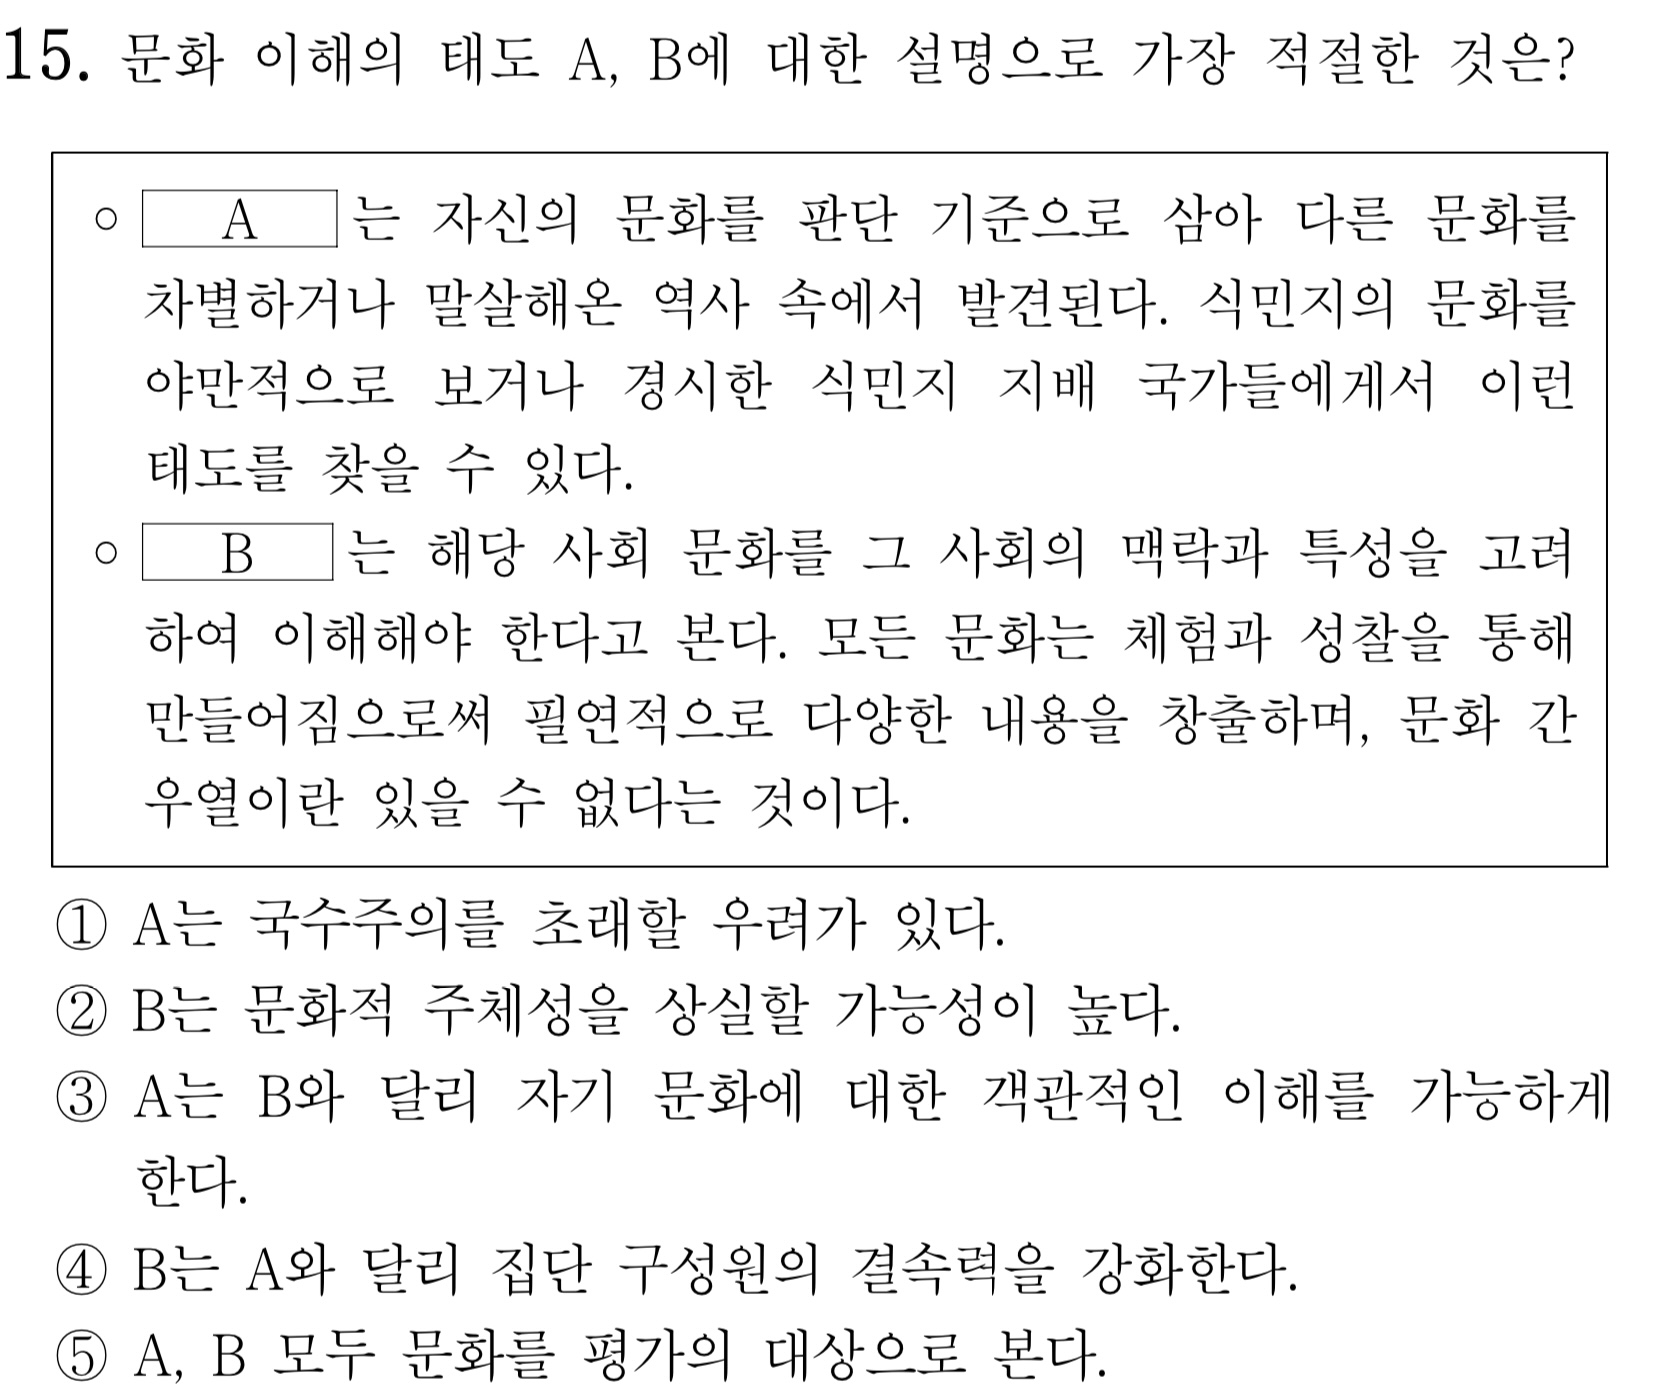 15. 문화 이해의 태도 A, B에 대한 설명으로 가장 적절한 것은?
○ A 는 자신의 문화를 판단 기준으로 삼아 다른 문화를
차별하거나 말살해온 역사 속에서 발견된다. 식민지의 문화를
야만적으로 보거나 경시한 식민지 지배 국가들에게서 이런
태도를 찾을 수 있다.
○ B 는 해당 사회 문화를 그 사회의 맥락과 특성을 고려
하여 이해해야 한다고 본다. 모든 문화는 체험과 성찰을 통해
만들어짐으로써 필연적으로 다양한 내용을 창출하며, 문화 간
우열이란 있을 수 없다는 것이다.
① A는 국수주의를 초래할 우려가 있다.
② B는 문화적 주체성을 상실할 가능성이 높다.
③ A는 B와 달리 자기 문화에 대한 객관적인 이해를 가능하게
한다.
④ B는 A와 달리 집단 구성원의 결속력을 강화한다.
⑤ A, B 모두 문화를 평가의 대상으로 본다.